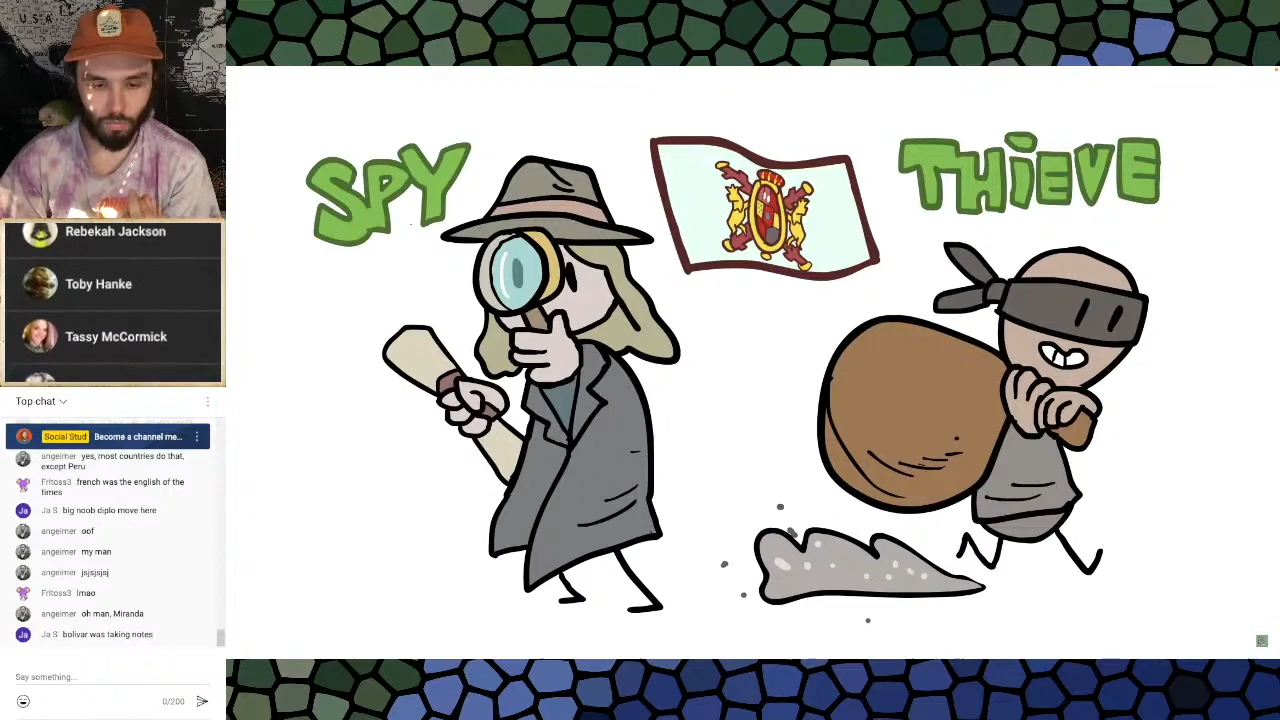 U.S.A
SPY
THiEVE
Rebekah Jackson
Toby Hanke
Tassy McCormick
Top chat
Social Stud Become a channel me...
angeimer yes, most countries do that,
except Peru
Fritoss3 french was the english of the
times
Ja S big noob diplo move here
angeimer oof
angeimer my man
angeimer jsjsjsjsj
Fritoss3 lmao
angeimer oh man, Miranda
Ja S bolivar was taking notes
Say something...
0/200